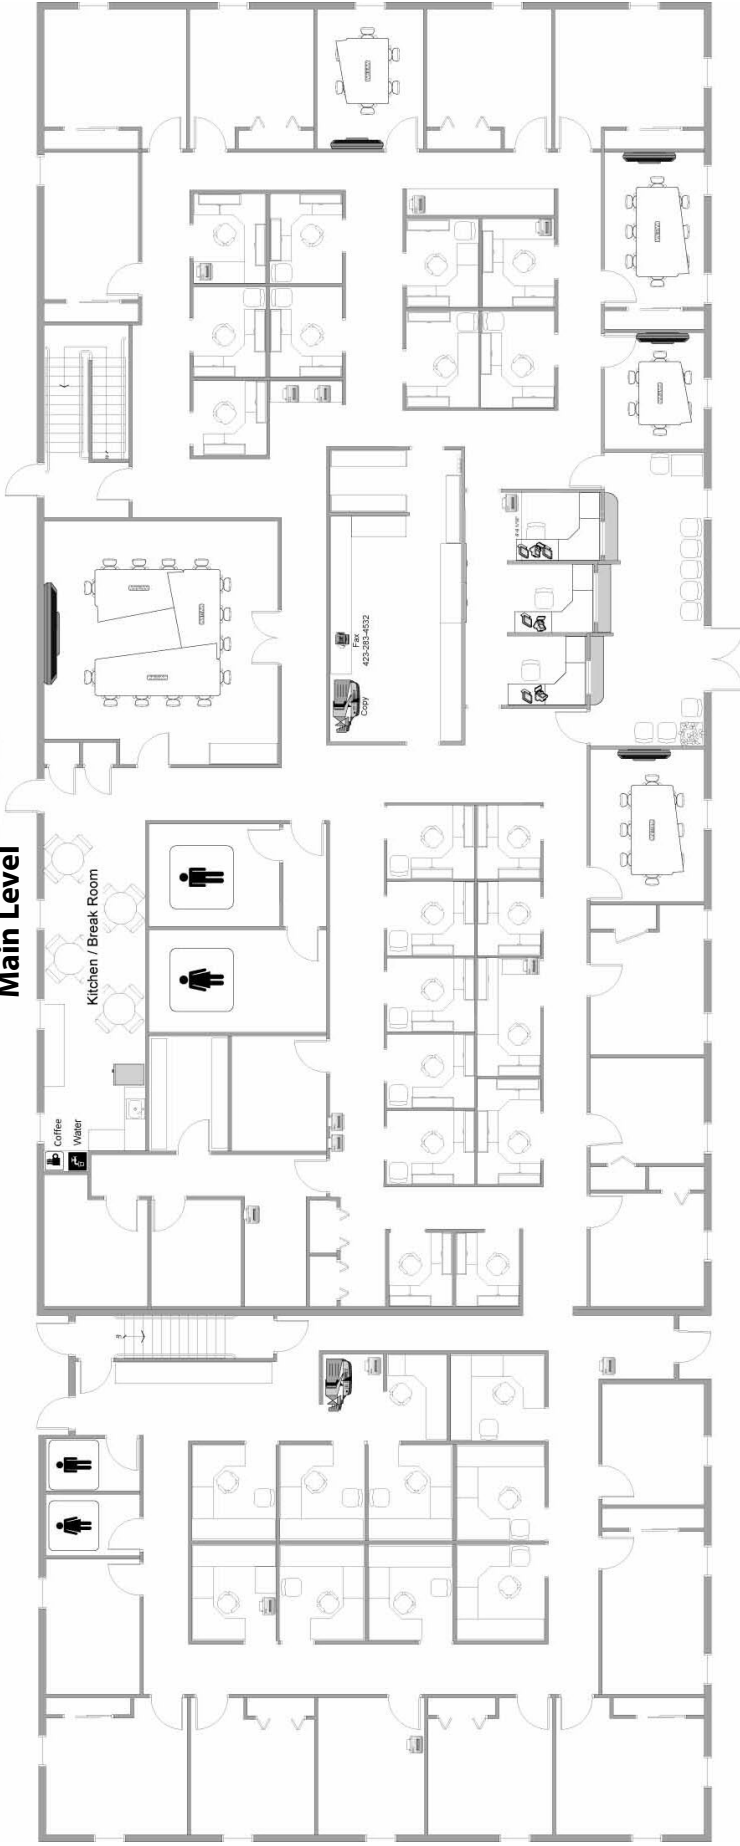 Main Level
Kitchen / Break Room
Coffee
Water
Fax
423-283-4532
Copy